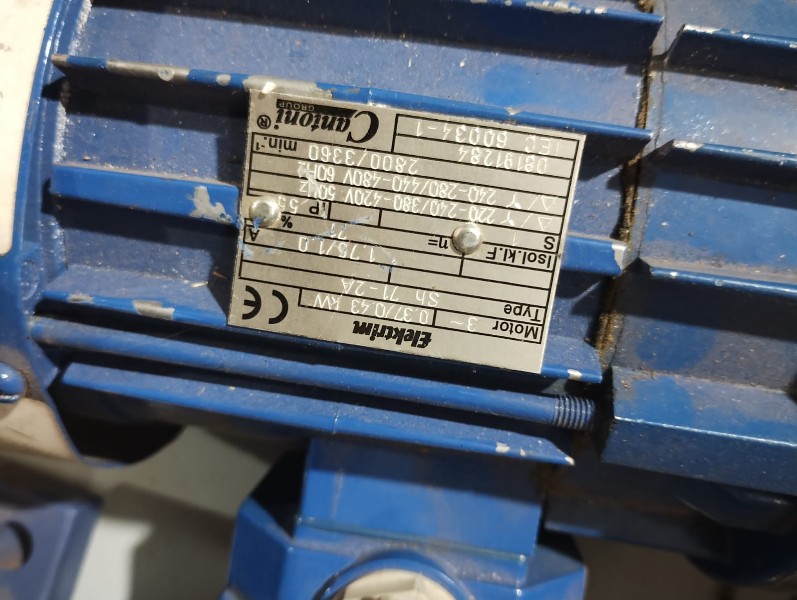 Elektrim
Motor 3~ 0.37/0.43 kW CE
Type Sh 71-2A
1.75/1.0 A
Isol.kl.F η= %
S IP 55
Δ/Y 220-240/380-420V 50Hz
Δ/Y 240-280/440-480V 60Hz
2800/3360 min.-1
08191284
IEC 60034-1
Cantoni®
GROUP